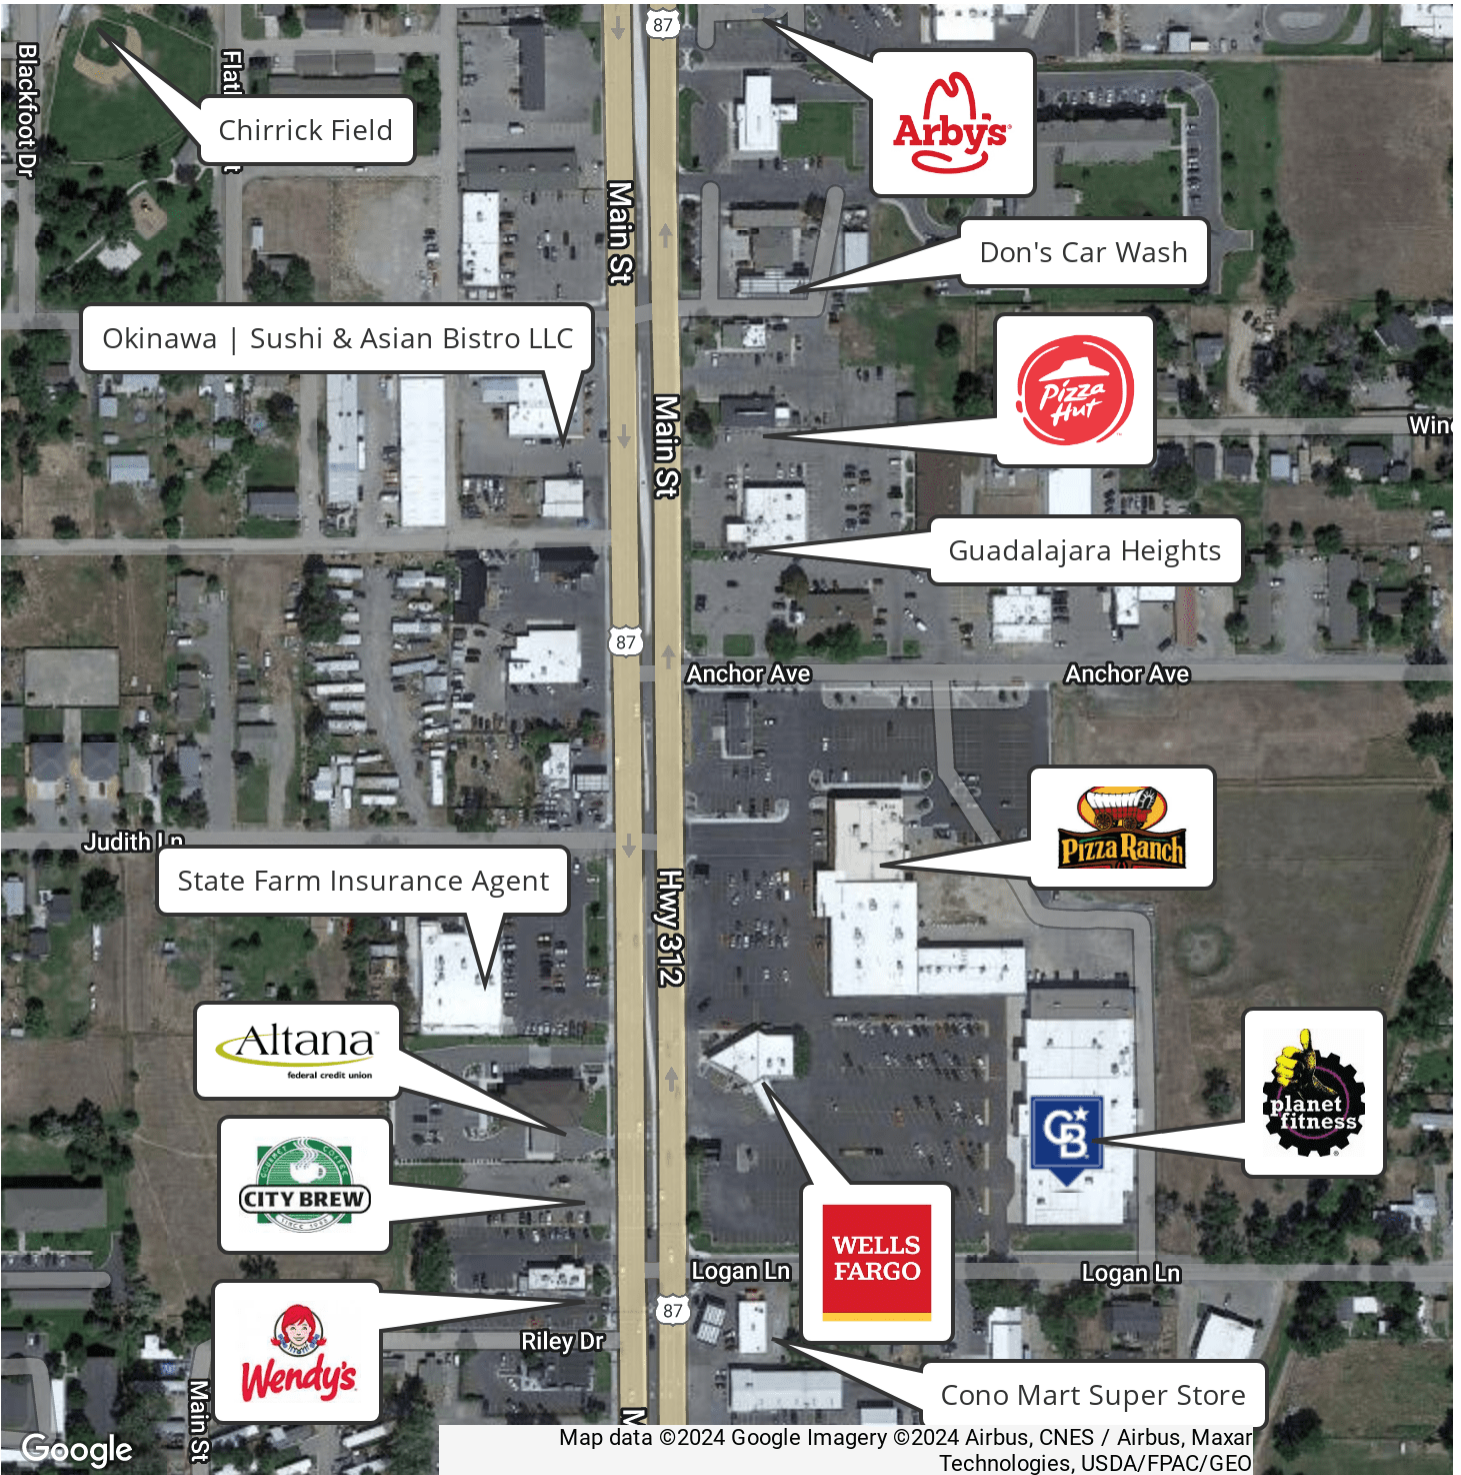 87
Blackfoot Dr
Chirrick Field
Arby's
Main St
Don's Car Wash
Okinawa | Sushi & Asian Bistro LLC
Pizza
Hut
Main St
Guadalajara Heights
87
Anchor Ave
Anchor Ave
Judith Ln
Pizza Ranch
State Farm Insurance Agent
Hwy 312
Altana
federal credit union
planet
fitness
CB
GOURMET COFFEE
CITY BREW
WELLS
FARGO
Logan Ln
Logan Ln
87
Riley Dr
Wendy's
Main St
Cono Mart Super Store
Google
Map data ©2024 Google Imagery ©2024 Airbus, CNES / Airbus, Maxar
Technologies, USDA/FPAC/GEO